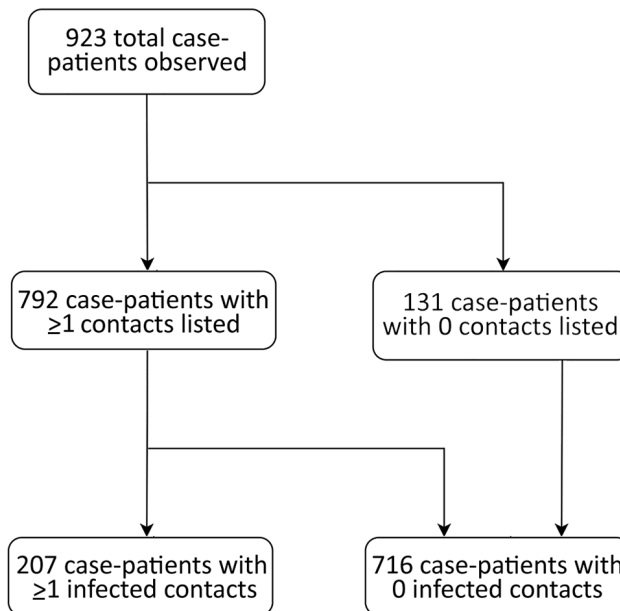 923 total case-
patients observed
792 case-patients with
≥1 contacts listed
131 case-patients
with 0 contacts listed
207 case-patients with
≥1 infected contacts
716 case-patients with
0 infected contacts